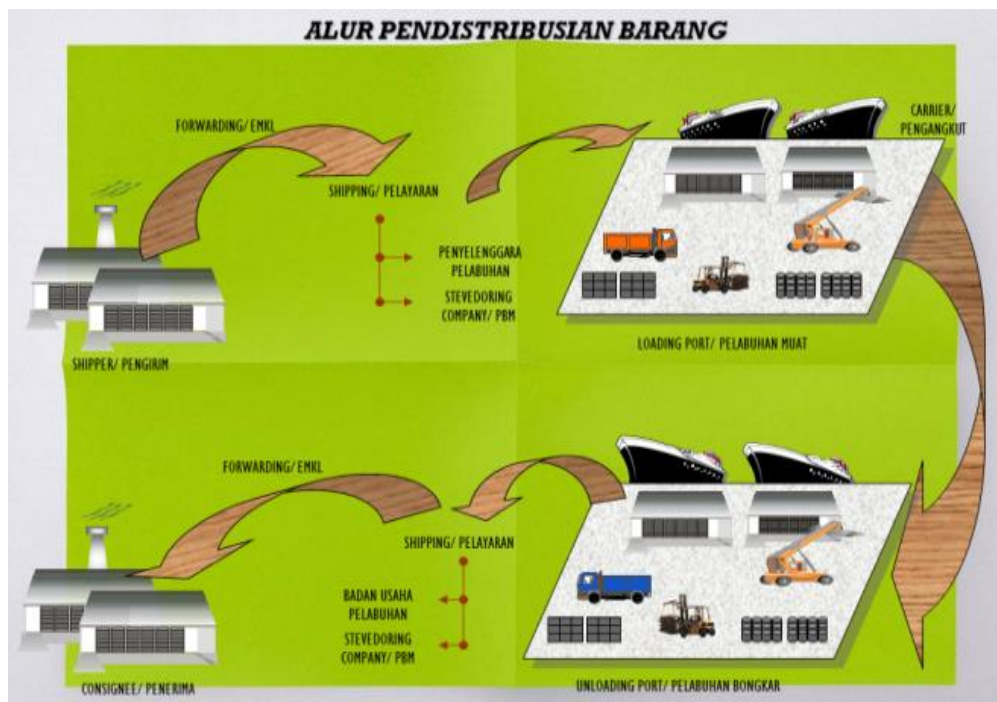 ALUR PENDISTRIBUSIAN BARANG
FORWARDING/ EMKL
CARRIER/
PENGANGKUT
SHIPPING/ PELAYARAN
PENYELENGGARA
PELABUHAN
STEVEDORING
COMPANY/ PBM
SHIPPER/ PENGIRIM
LOADING PORT/ PELABUHAN MUAT
FORWARDING/ EMKL
SHIPPING/ PELAYARAN
BADAN USAHA
PELABUHAN
STEVEDORING
COMPANY/ PBM
CONSIGNEE/ PENERIMA
UNLOADING PORT/ PELABUHAN BONGKAR